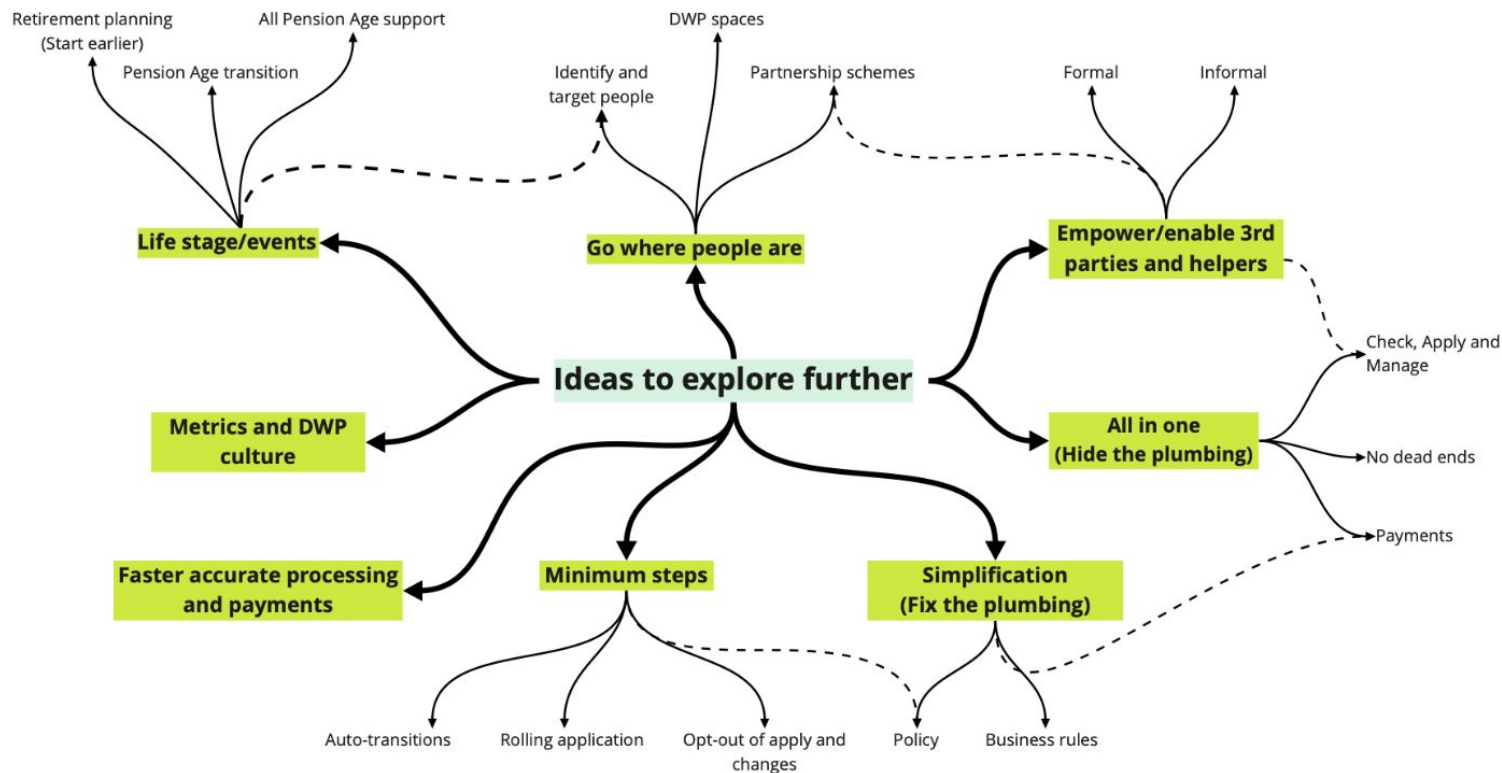 Retirement planning
(Start earlier)
All Pension Age support
Pension Age transition
DWP spaces
Identify and
target people
Partnership schemes
Formal
Informal
Life stage/events
Go where people are
Empower/enable 3rd
parties and helpers
Ideas to explore further
Check, Apply and
Manage
Metrics and DWP
culture
All in one
(Hide the plumbing)
No dead ends
Payments
Faster accurate processing
and payments
Minimum steps
Simplification
(Fix the plumbing)
Auto-transitions
Rolling application
Opt-out of apply and
changes
Policy
Business rules